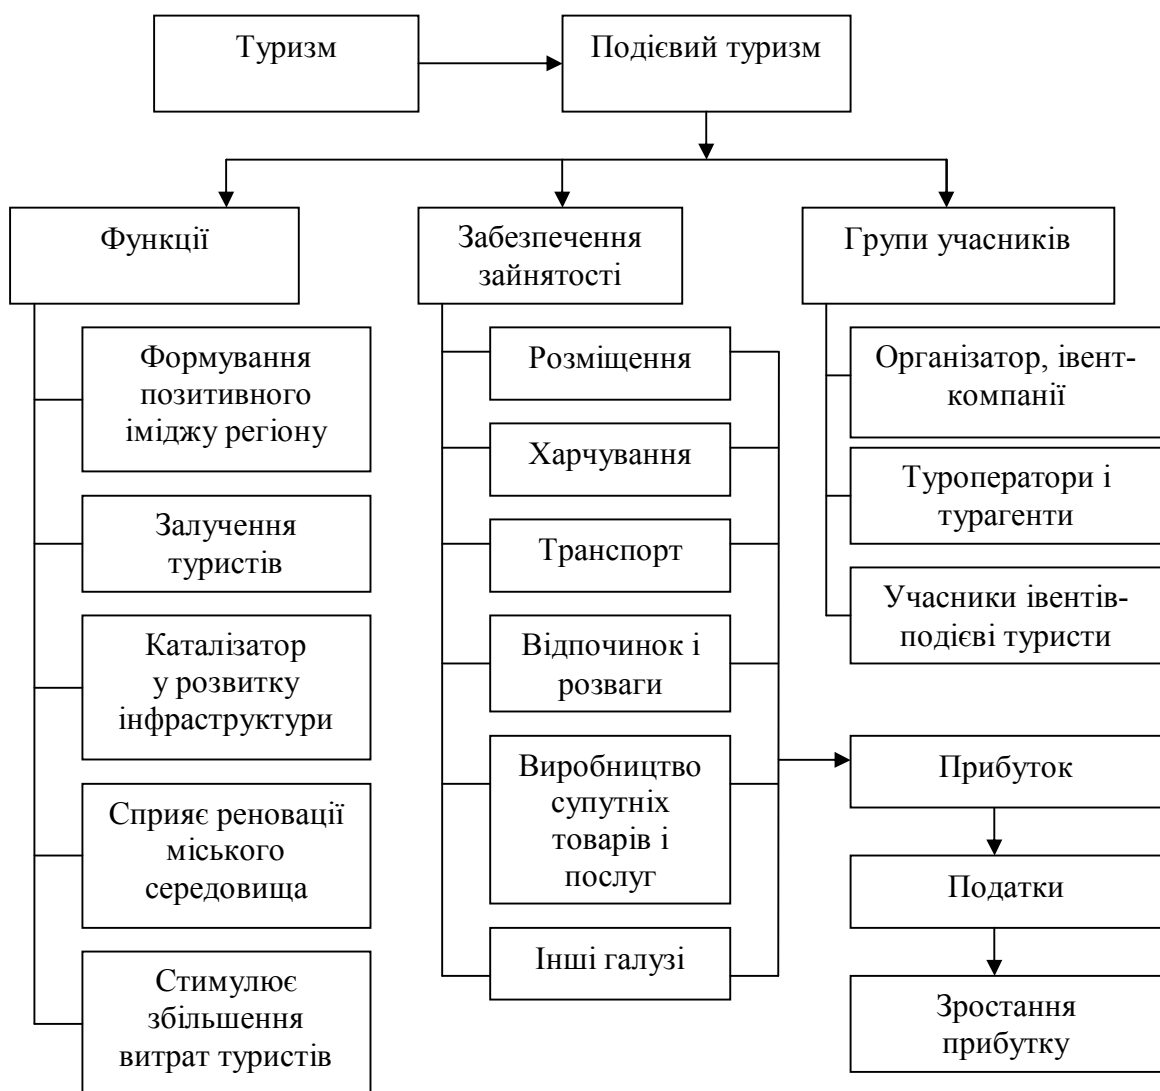 Туризм
Подієвий туризм
Функції
Забезпечення
зайнятості
Групи учасників
Формування
позитивного
іміджу регіону
Залучення
туристів
Каталізатор
у розвитку
інфраструктури
Сприяє реновації
міського
середовища
Стимулює
збільшення
витрат туристів
Розміщення
Харчування
Транспорт
Відпочинок і
розваги
Виробництво
супутніх
товарів і
послуг
Інші галузі
Організатор, івент-
компанії
Туроператори і
турагенти
Учасники івентів-
подієві туристи
Прибуток
Податки
Зростання
прибутку